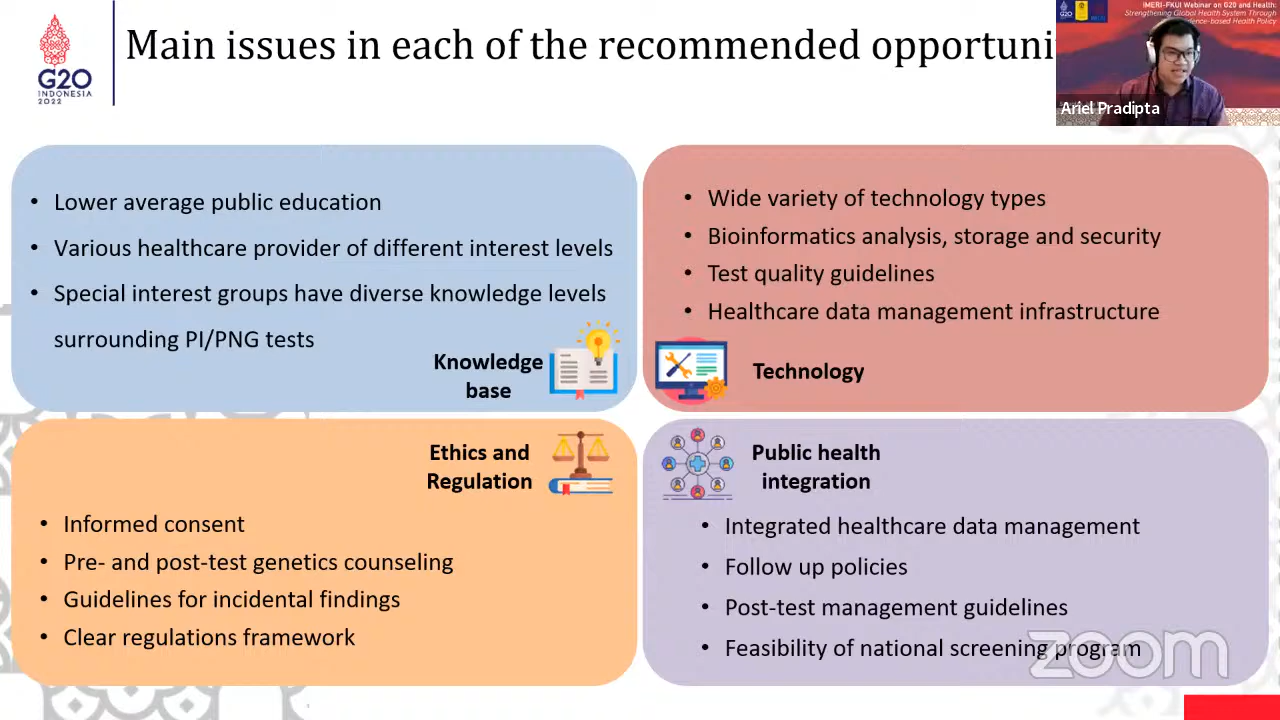 G20
INDONESIA
2022
Main issues in each of the recommended opportuni
IMERI-FKUI Webinar on G20 and Health:
Strengthening Global Health System Through
Health Policy
Ariel Pradipta
• Lower average public education
• Various healthcare provider of different interest levels
• Special interest groups have diverse knowledge levels
surrounding PI/PNG tests
Knowledge
base
• Wide variety of technology types
• Bioinformatics analysis, storage and security
• Test quality guidelines
• Healthcare data management infrastructure
Technology
Ethics and
Regulation
• Informed consent
• Pre- and post-test genetics counseling
• Guidelines for incidental findings
• Clear regulations framework
Public health
integration
• Integrated healthcare data management
• Follow up policies
• Post-test management guidelines
• Feasibility of national screening program
zoom